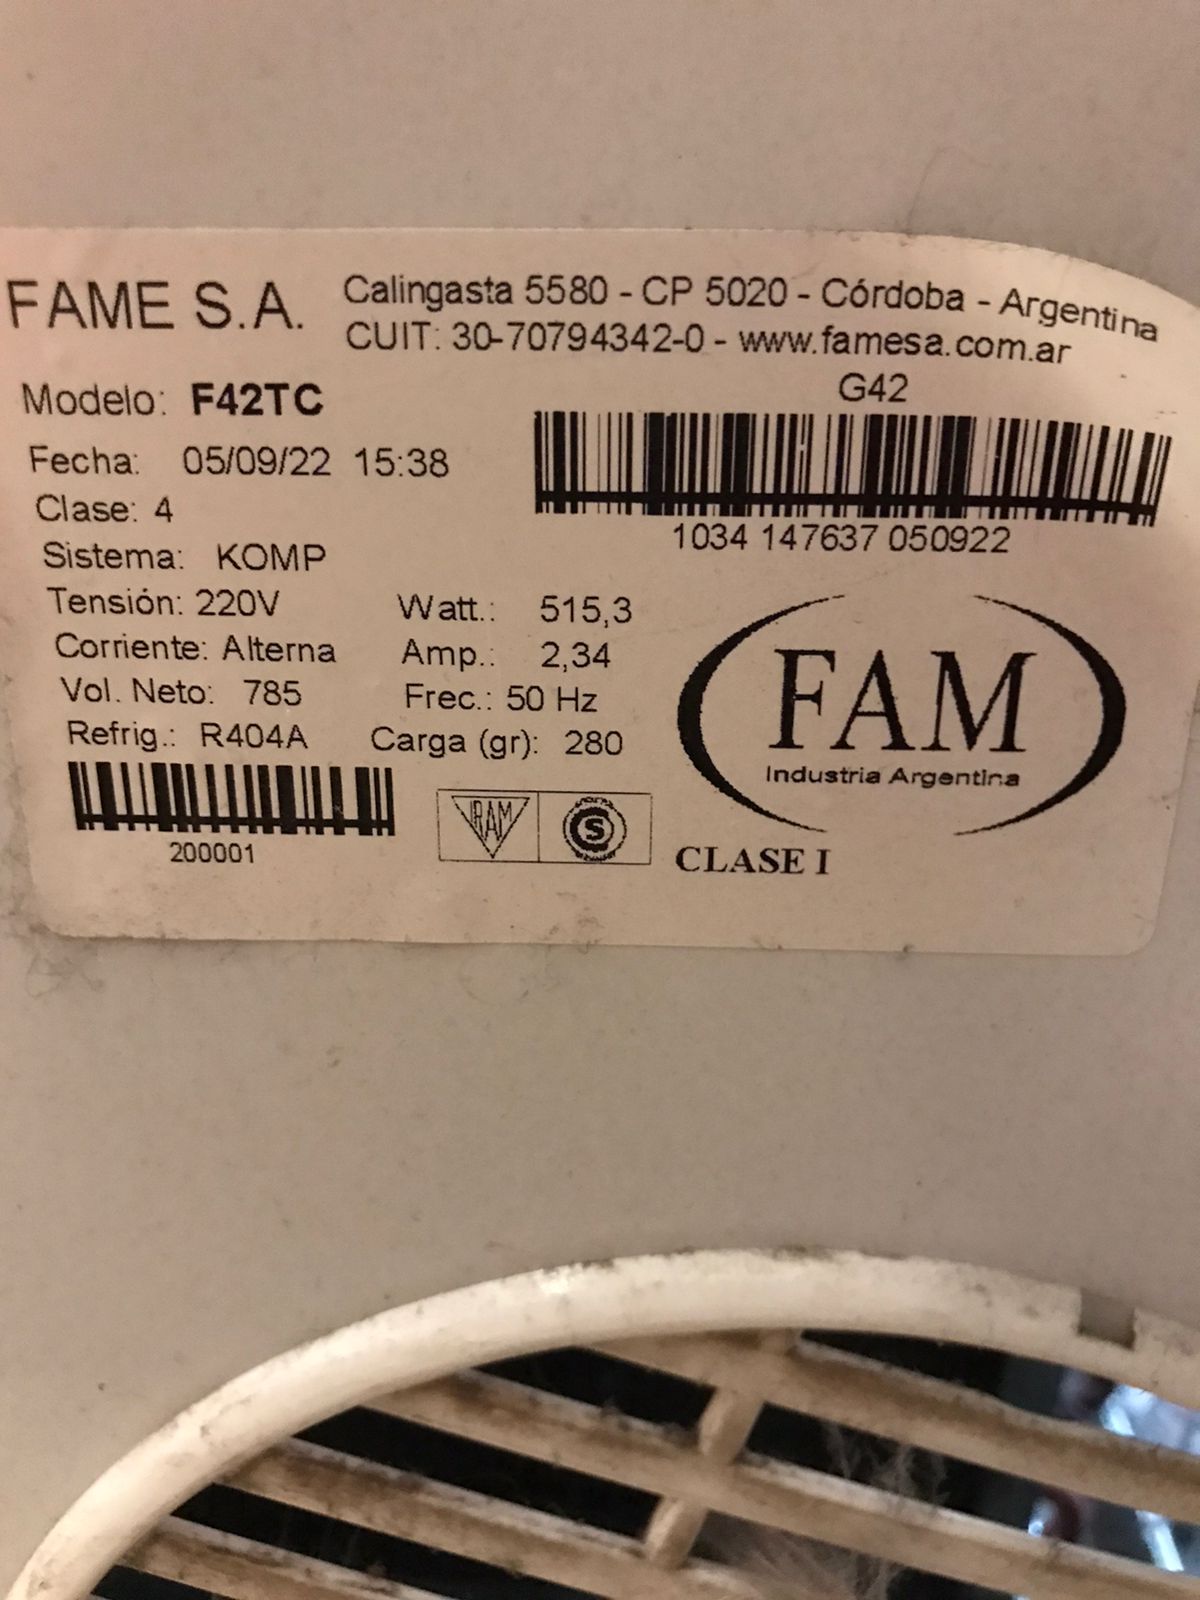 FAME S.A.
Calingasta 5580 - CP 5020 - Córdoba - Argentina
CUIT: 30-70794342-0 - www.famesa.com.ar
G42
Modelo: F42TC
Fecha: 05/09/22 15:38
1034 147637 050922
Clase: 4
Sistema: KOMP
Tensión: 220V Watt.: 515,3
Corriente: Alterna Amp.: 2,34
Vol. Neto: 785 Frec.: 50 Hz
Refrig.: R404A Carga (gr): 280
200001
IRAM
S
FAM
Industria Argentina
CLASE I